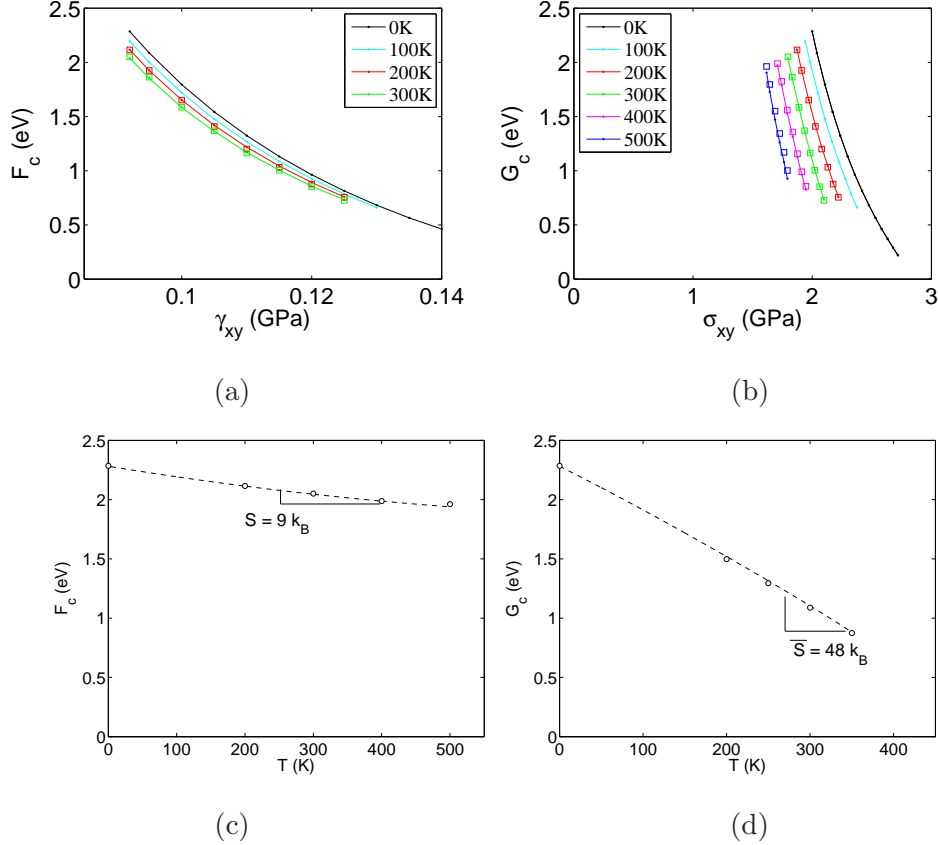 2.5
2
1.5
1
0.5
0
F_c (eV)
0.1
0.12
0.14
γ_xy (GPa)
0K
100K
200K
300K
(a)
2.5
2
1.5
1
0.5
0
G_c (eV)
0
1
2
3
σ_xy (GPa)
0K
100K
200K
300K
400K
500K
(b)
2.5
2
1.5
1
0.5
0
F_c (eV)
S = 9 k_B
0
100
200
300
400
500
T (K)
(c)
2.5
2
1.5
1
0.5
0
G_c (eV)
S̅ = 48 k_B
0
100
200
300
400
T (K)
(d)